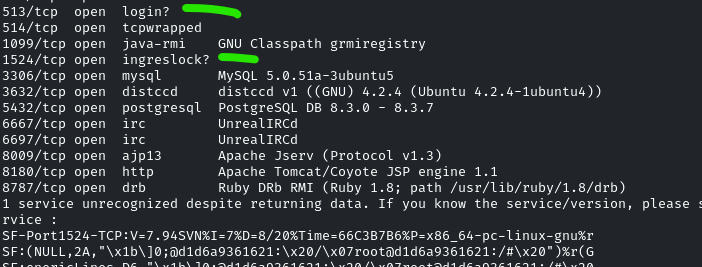 513/tcp open login?
514/tcp open tcpwrapped
1099/tcp open java-rmi GNU Classpath grmiregistry
1524/tcp open ingreslock?
3306/tcp open mysql MySQL 5.0.51a-3ubuntu5
3632/tcp open distccd distccd v1 ((GNU) 4.2.4 (Ubuntu 4.2.4-1ubuntu4))
5432/tcp open postgresql PostgreSQL DB 8.3.0 - 8.3.7
6667/tcp open irc UnrealIRCd
6697/tcp open irc UnrealIRCd
8009/tcp open ajp13 Apache Jserv (Protocol v1.3)
8180/tcp open http Apache Tomcat/Coyote JSP engine 1.1
8787/tcp open drb Ruby DRb RMI (Ruby 1.8; path /usr/lib/ruby/1.8/drb)
1 service unrecognized despite returning data. If you know the service/version, please s
rvice :
SF-Port1524-TCP:V=7.94SVN%I=7%D=8/20%Time=66C3B7B6%P=x86_64-pc-linux-gnu%r
SF:(NULL,2A,"\x1b\]0;@d1d6a9361621:\x20/\x07root@d1d6a9361621:/#\x20")%r(G